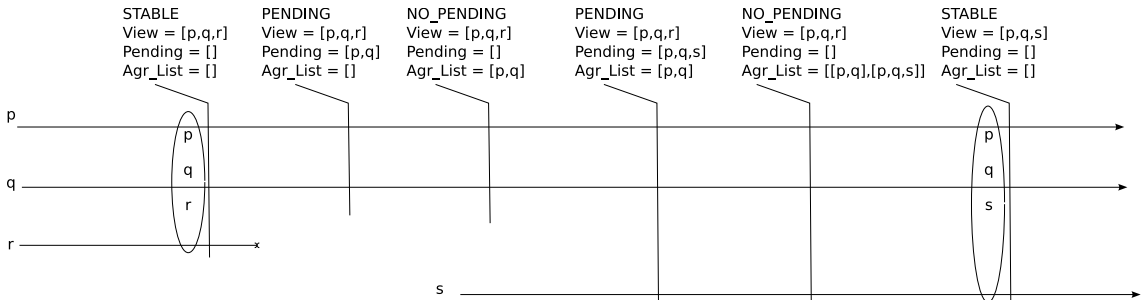 STABLE
View = [p,q,r]
Pending = []
Agr_List = []
PENDING
View = [p,q,r]
Pending = [p,q]
Agr_List = []
NO_PENDING
View = [p,q,r]
Pending = []
Agr_List = [p,q]
PENDING
View = [p,q,r]
Pending = [p,q,s]
Agr_List = [p,q]
NO_PENDING
View = [p,q,r]
Pending = []
Agr_List = [[p,q],[p,q,s]]
STABLE
View = [p,q,s]
Pending = []
Agr_List = []
p
q
r
s
p
q
r
x
p
q
s